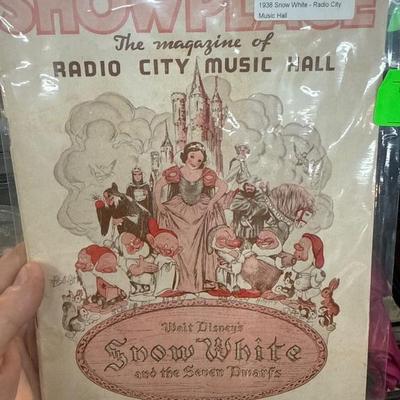 SHOWPLACE
1938 Snow White - Radio City
Music Hall
The magazine of
RADIO CITY MUSIC HALL
Walt Disney's
Snow White
and the Seven Dwarfs